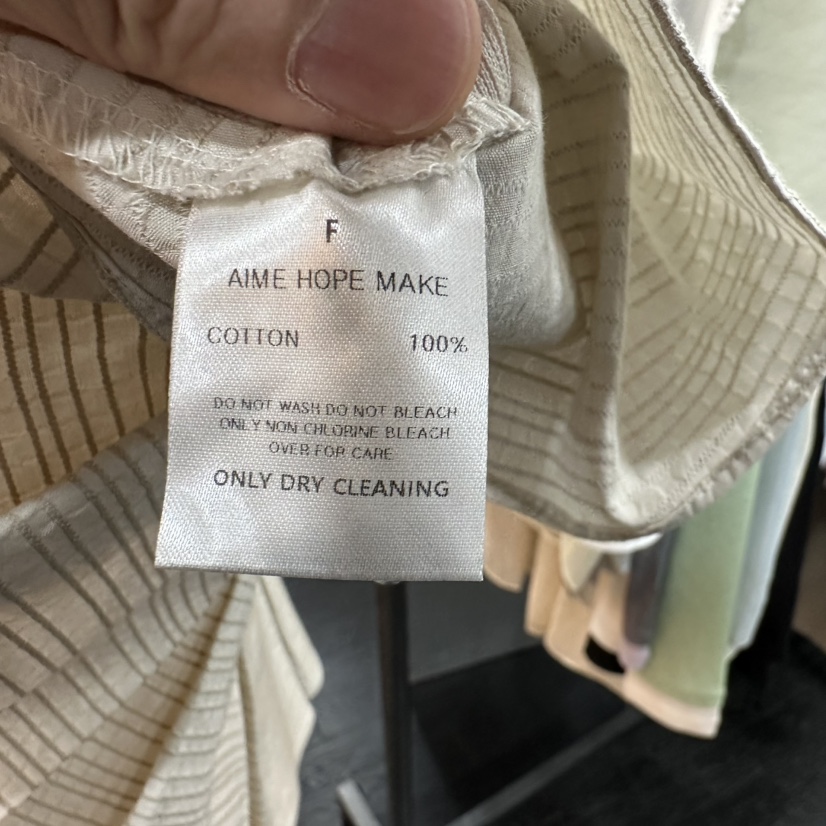 F
AIME HOPE MAKE
COTTON 100%
DO NOT WASH DO NOT BLEACH
ONLY NON CHLORINE BLEACH
OVER FOR CARE
ONLY DRY CLEANING